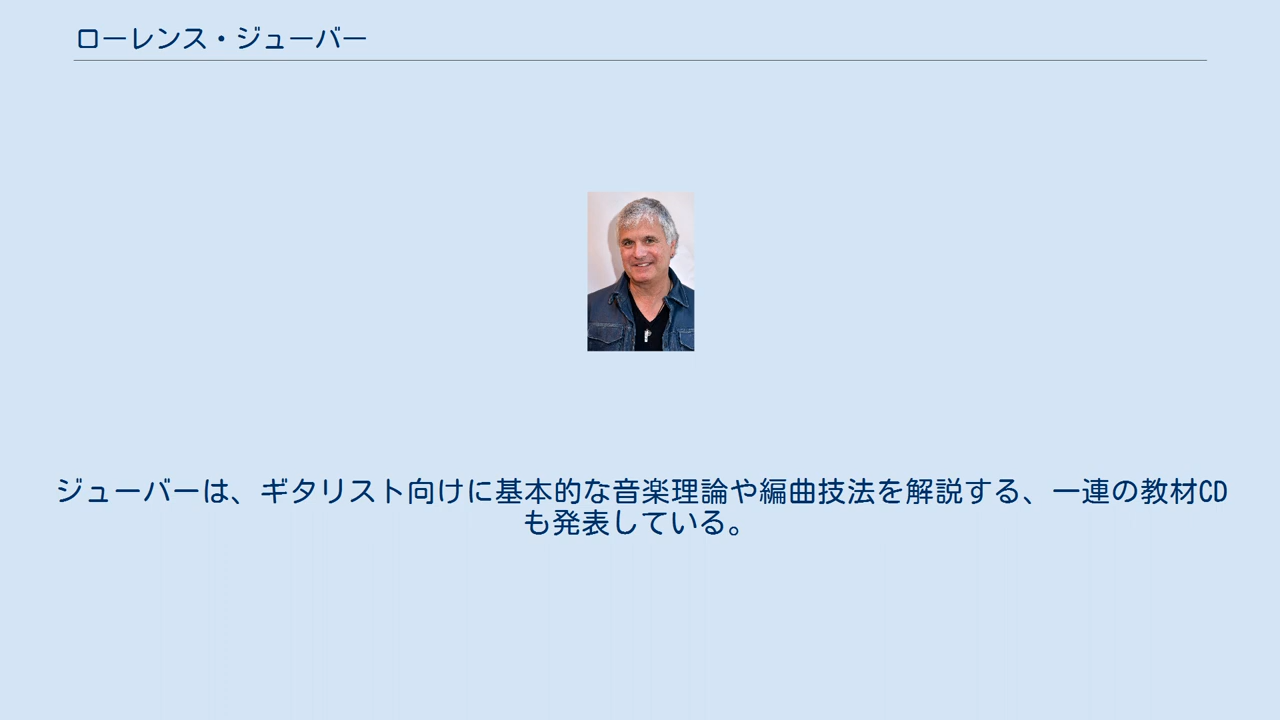 ローレンス・ジューバー
ジューバーは、ギタリスト向けに基本的な音楽理論や編曲技法を解説する、一連の教材CD
も発表している。